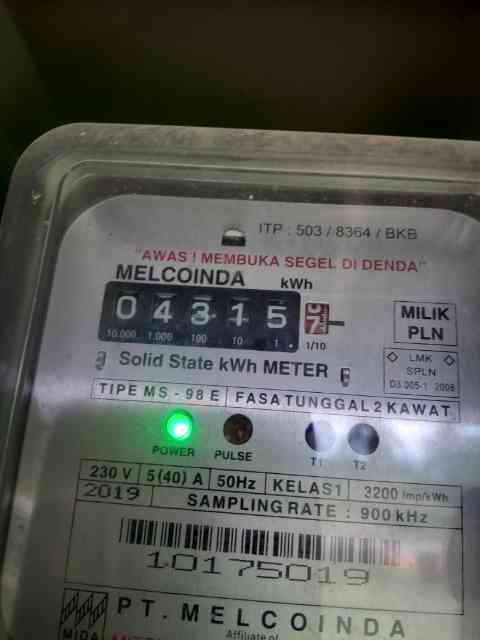 ITP : 503 / 8364 / BKB
"AWAS ! MEMBUKA SEGEL DI DENDA"
MELCOINDA kWh
04315
10.000 1.000 100 10 1
1/10
MILIK
PLN
Solid State kWh METER
LMK
SPLN
D3.005-1 2008
TIPE MS - 98 E FASA TUNGGAL 2 KAWAT
POWER PULSE T1 T2
230 V 5(40) A 50Hz KELAS1 3200 Imp/kWh
2019 SAMPLING RATE : 900 kHz
10175019
PT. MELCOINDA
Affiliate of